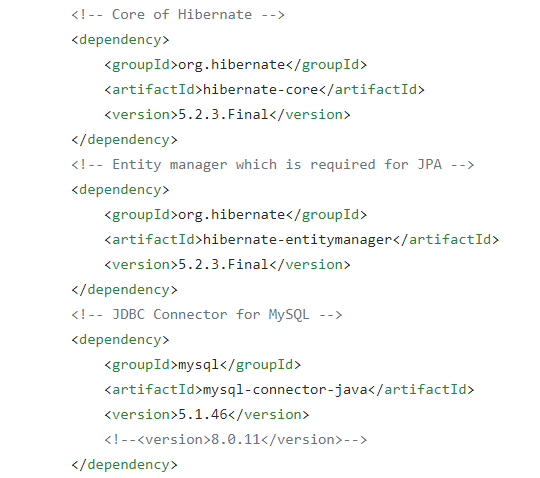 <!-- Core of Hibernate -->
<dependency>
<groupId>org.hibernate</groupId>
<artifactId>hibernate-core</artifactId>
<version>5.2.3.Final</version>
</dependency>
<!-- Entity manager which is required for JPA -->
<dependency>
<groupId>org.hibernate</groupId>
<artifactId>hibernate-entitymanager</artifactId>
<version>5.2.3.Final</version>
</dependency>
<!-- JDBC Connector for MySQL -->
<dependency>
<groupId>mysql</groupId>
<artifactId>mysql-connector-java</artifactId>
<version>5.1.46</version>
<!--<version>8.0.11</version>-->
</dependency>